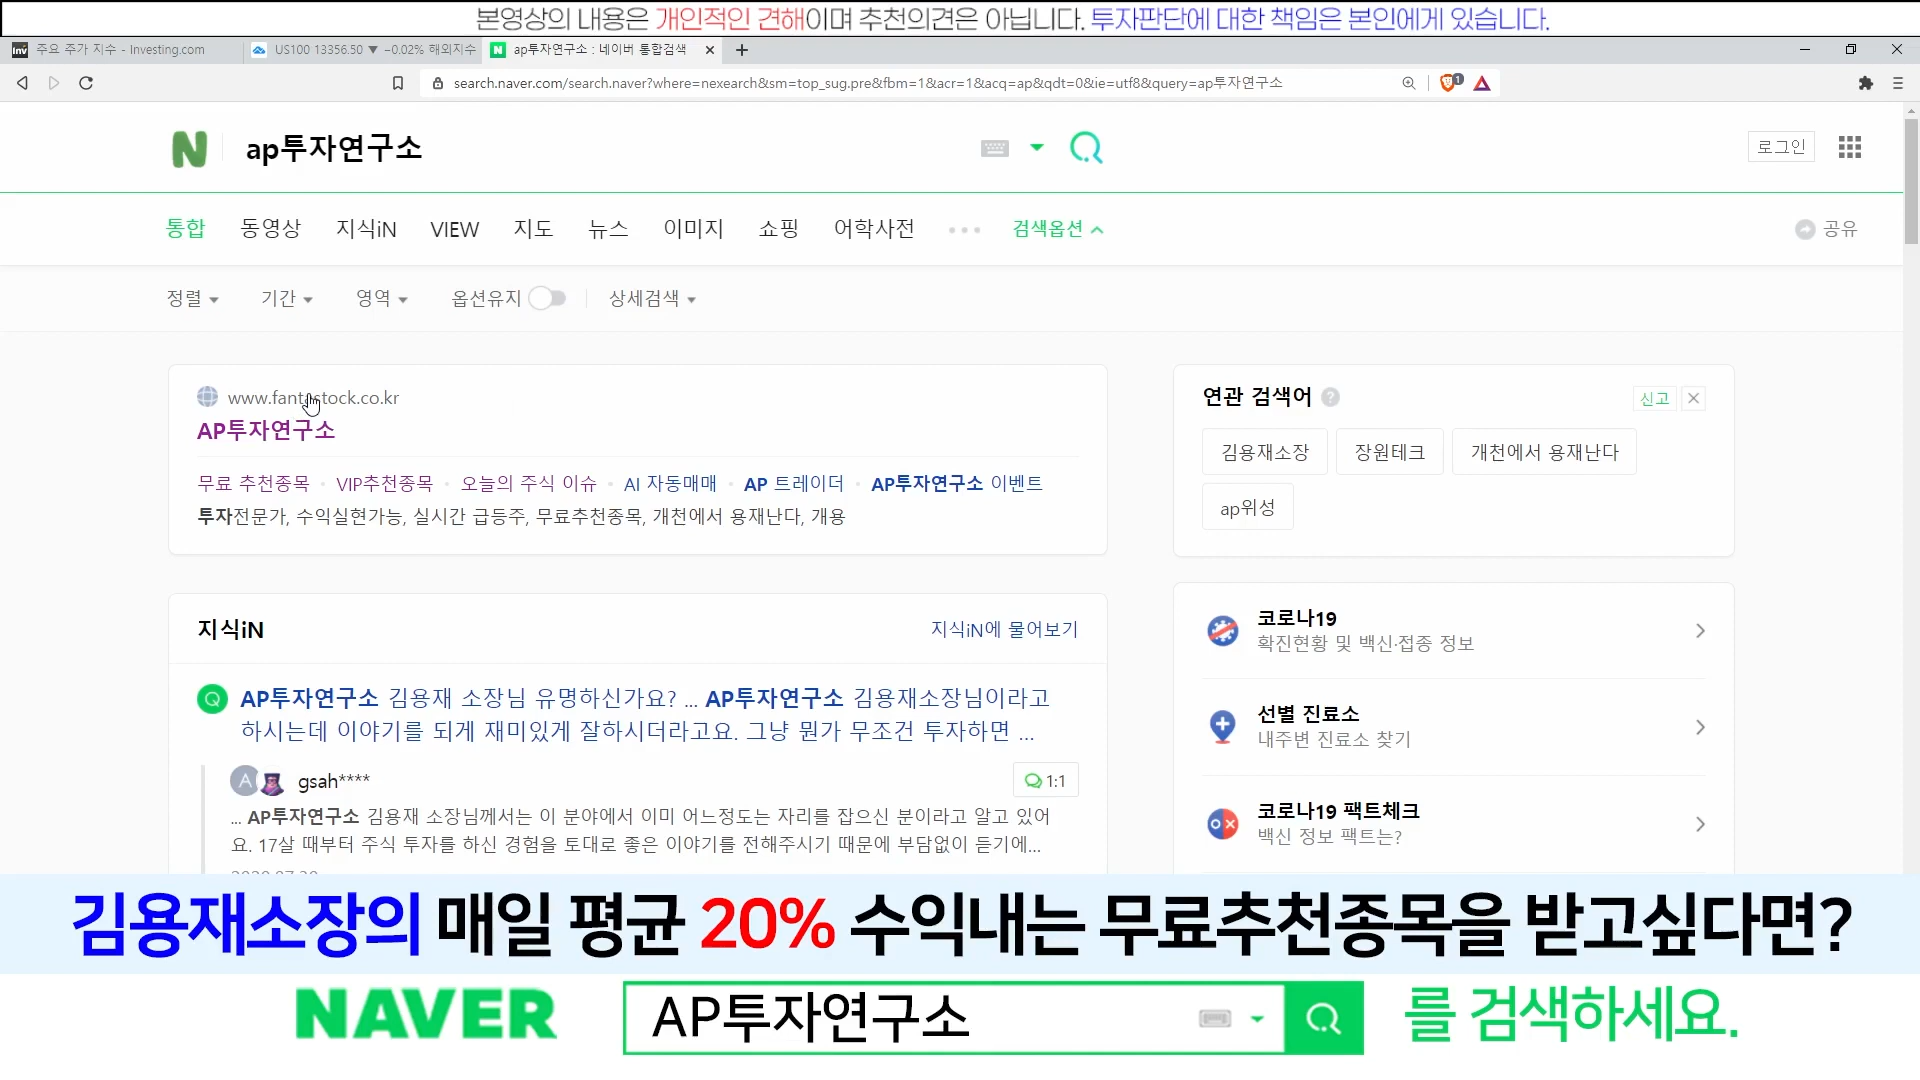 본영상의 내용은 개인적인 견해이며 추천의견은 아닙니다. 투자판단에 대한 책임은 본인에게 있습니다.
주요 주가 지수 - Investing.com
US100 13356.50 ▼ −0.02% 해외지수
ap투자연구소 : 네이버 통합검색
search.naver.com/search.naver?where=nexearch&sm=top_sug.pre&fbm=1&acr=1&acq=ap&qdt=0&ie=utf8&query=ap투자연구소
ap투자연구소
로그인
통합 동영상 지식iN VIEW 지도 뉴스 이미지 쇼핑 어학사전 검색옵션 공유
정렬 기간 영역 옵션유지 상세검색
www.fantastock.co.kr
AP투자연구소
무료 추천종목 · VIP추천종목 · 오늘의 주식 이슈 · AI 자동매매 · AP 트레이더 · AP투자연구소 이벤트
투자전문가, 수익실현가능, 실시간 급등주, 무료추천종목, 개천에서 용재난다, 개용
연관 검색어 ? 신고
김용재소장 장원테크 개천에서 용재난다
ap위성
지식iN 지식iN에 물어보기
Q AP투자연구소 김용재 소장님 유명하신가요? ... AP투자연구소 김용재소장님이라고
하시는데 이야기를 되게 재미있게 잘하시더라고요. 그냥 뭔가 무조건 투자하면 ...
A gsah**** 1:1
... AP투자연구소 김용재 소장님께서는 이 분야에서 이미 어느정도는 자리를 잡으신 분이라고 알고 있어
요. 17살 때부터 주식 투자를 하신 경험을 토대로 좋은 이야기를 전해주시기 때문에 부담없이 듣기에...
코로나19
확진현황 및 백신·접종 정보
선별 진료소
내주변 진료소 찾기
코로나19 팩트체크
백신 정보 팩트는?
김용재소장의 매일 평균 20% 수익내는 무료추천종목을 받고싶다면?
NAVER AP투자연구소 를 검색하세요.